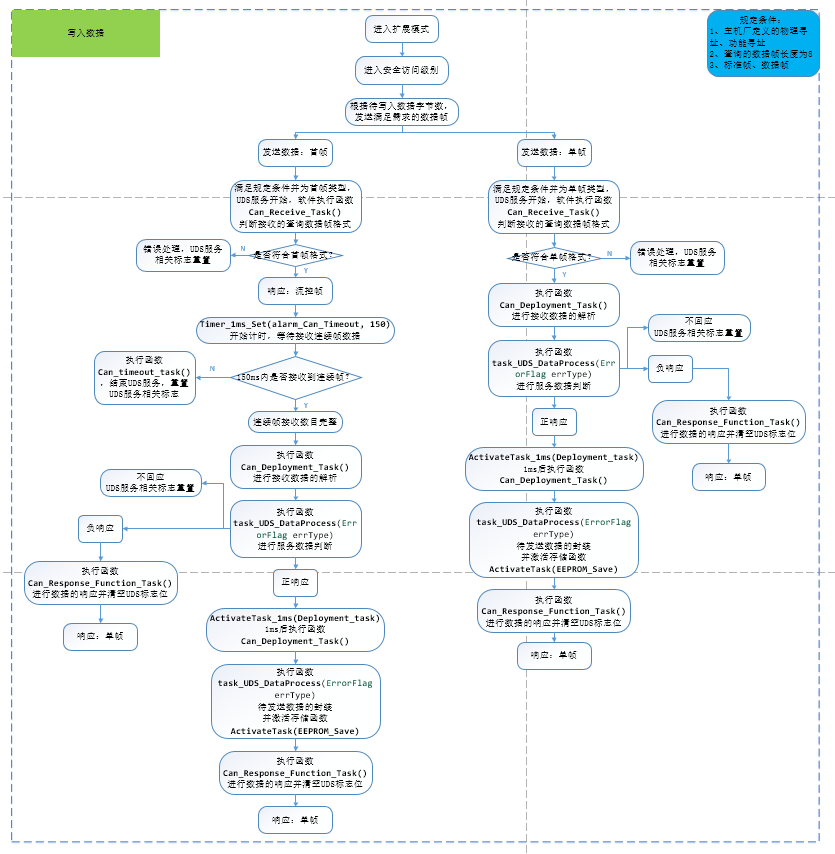 写入数据
进入扩展模式
规定条件：
1、主机厂定义的物理寻
址、功能寻址
2、查询的数据帧长度为8
3、标准帧、数据帧
进入安全访问级别
根据待写入数据字节数，
发送满足需求的数据帧
发送数据：首帧
发送数据：单帧
满足规定条件并为首帧类型，
UDS服务开始，软件执行函数
Can_Receive_Task()
判断接收的查询数据帧格式
满足规定条件并为单帧类型，
UDS服务开始，软件执行函数
Can_Receive_Task()
判断接收的查询数据帧格式
错误处理，UDS服务
相关标志重置
N
是否符合首帧格式？
Y
是否符合单帧格式？
N
Y
错误处理，UDS服务
相关标志重置
响应：流控帧
执行函数
Can_Deployment_Task()
进行接收数据的解析
Timer_1ms_Set(alarm_Can_Timeout, 150)
开始计时，等待接收连续帧数据
不回应
UDS服务相关标志重置
执行函数
task_UDS_DataProcess(Err
orFlag errType)
进行服务数据判断
负响应
执行函数
Can_timeout_task()
，结束UDS服务，重置
UDS服务相关标志
N
150ms内是否接收到连续帧？
Y
连续帧接收数目完整
正响应
执行函数
Can_Response_Function_Task()
进行数据的响应并清空UDS标志位
执行函数
Can_Deployment_Task()
进行接收数据的解析
ActivateTask_1ms(Deployment_task)
1ms后执行函数
Can_Deployment_Task()
响应：单帧
不回应
UDS服务相关标志重置
执行函数
task_UDS_DataProcess(Err
orFlag errType)
进行服务数据判断
负响应
执行函数
task_UDS_DataProcess(ErrorFlag
errType)
待发送数据的封装
并激活存储函数
ActivateTask(EEPROM_Save)
执行函数
Can_Response_Function_Task()
进行数据的响应并清空UDS标志位
正响应
执行函数
Can_Response_Function_Task()
进行数据的响应并清空UDS标志位
响应：单帧
ActivateTask_1ms(Deployment_task)
1ms后执行函数
Can_Deployment_Task()
响应：单帧
执行函数
task_UDS_DataProcess(ErrorFlag
errType)
待发送数据的封装
并激活存储函数
ActivateTask(EEPROM_Save)
执行函数
Can_Response_Function_Task()
进行数据的响应并清空UDS标志位
响应：单帧